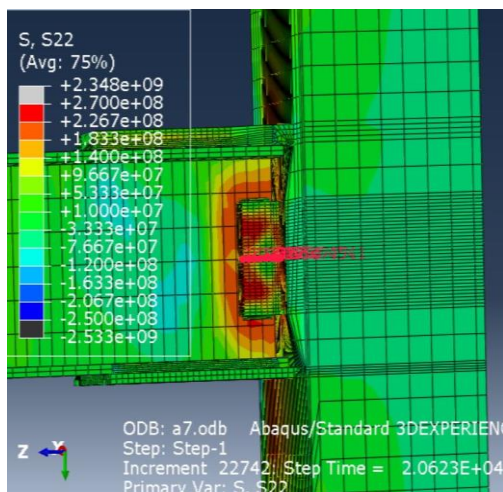 S, S22
(Avg: 75%)
+2.348e+09
+2.700e+08
+2.267e+08
+1.833e+08
+1.400e+08
+9.667e+07
+5.333e+07
+1.000e+07
-3.333e+07
-7.667e+07
-1.200e+08
-1.633e+08
-2.067e+08
-2.500e+08
-2.533e+09
Z
Y
ODB: a7.odb Abaqus/Standard 3DEXPERIEN
Step: Step-1
Increment 22742: Step Time = 2.0623E+04
Primary Var: S, S22